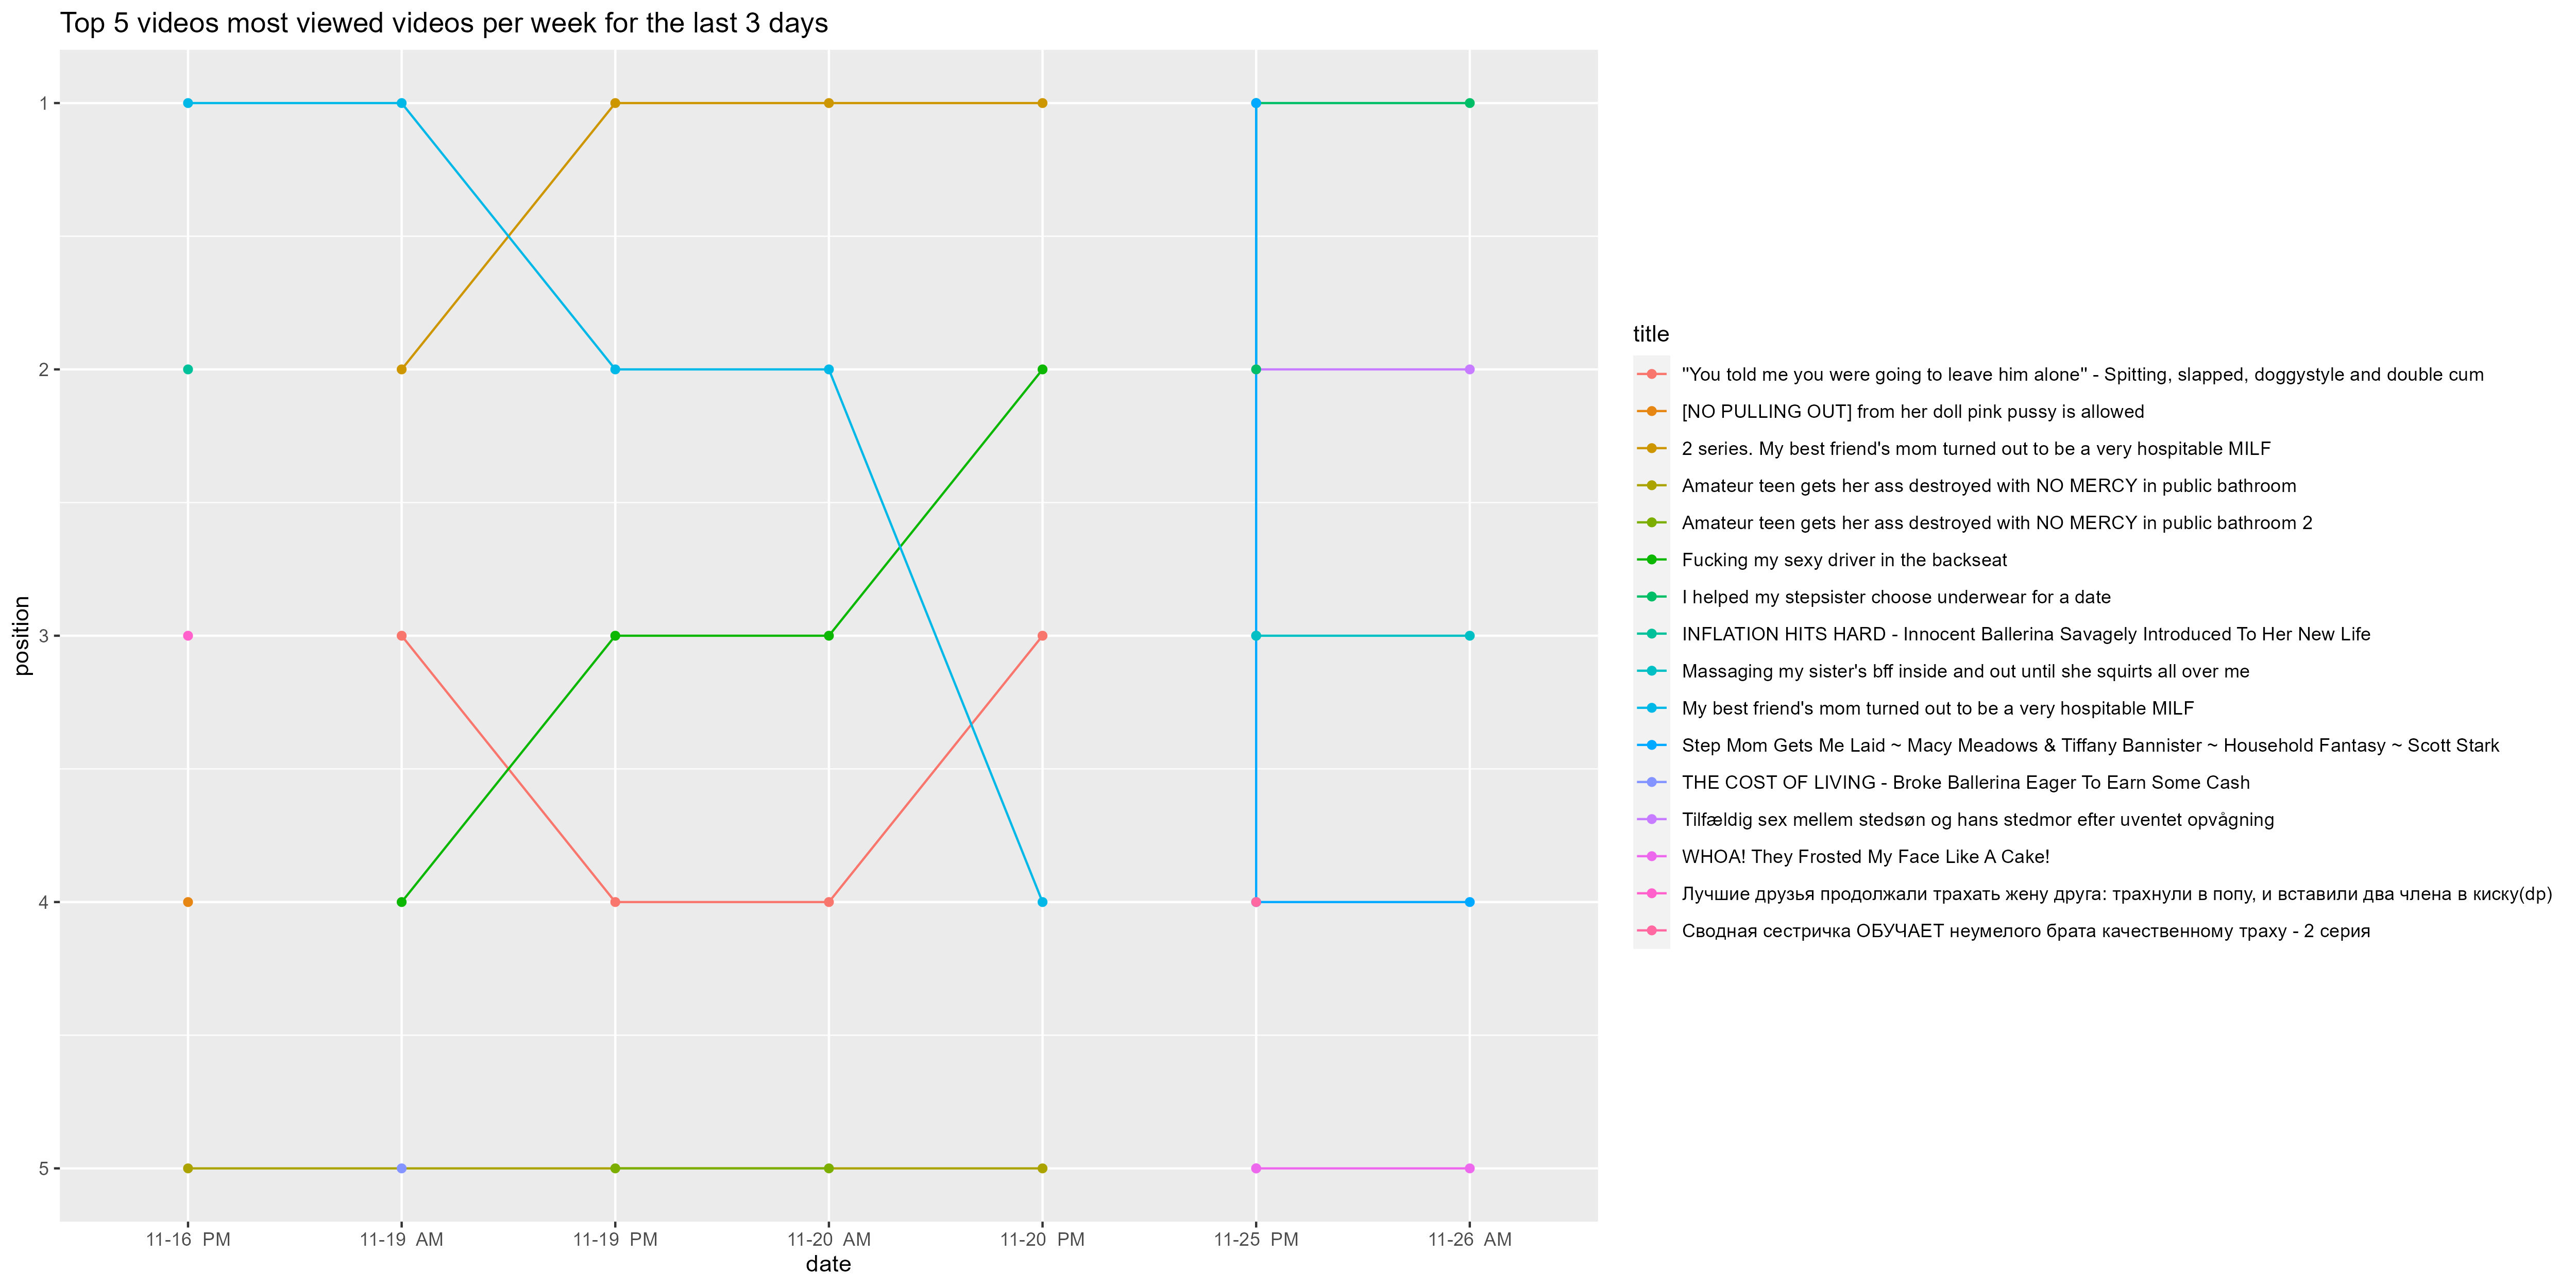 Top 5 videos most viewed videos per week for the last 3 days
position
1
2
3
4
5
11-16 PM
11-19 AM
11-19 PM
11-20 AM
11-20 PM
11-25 PM
11-26 AM
date
title
"You told me you were going to leave him alone" - Spitting, slapped, doggystyle and double cum
[NO PULLING OUT] from her doll pink pussy is allowed
2 series. My best friend's mom turned out to be a very hospitable MILF
Amateur teen gets her ass destroyed with NO MERCY in public bathroom
Amateur teen gets her ass destroyed with NO MERCY in public bathroom 2
Fucking my sexy driver in the backseat
I helped my stepsister choose underwear for a date
INFLATION HITS HARD - Innocent Ballerina Savagely Introduced To Her New Life
Massaging my sister's bff inside and out until she squirts all over me
My best friend's mom turned out to be a very hospitable MILF
Step Mom Gets Me Laid ~ Macy Meadows & Tiffany Bannister ~ Household Fantasy ~ Scott Stark
THE COST OF LIVING - Broke Ballerina Eager To Earn Some Cash
Tilfældig sex mellem stedsøn og hans stedmor efter uventet opvågning
WHOA! They Frosted My Face Like A Cake!
Лучшие друзья продолжали трахать жену друга: трахнули в попу, и вставили два члена в киску(dp)
Сводная сестричка ОБУЧАЕТ неумелого брата качественному траху - 2 серия